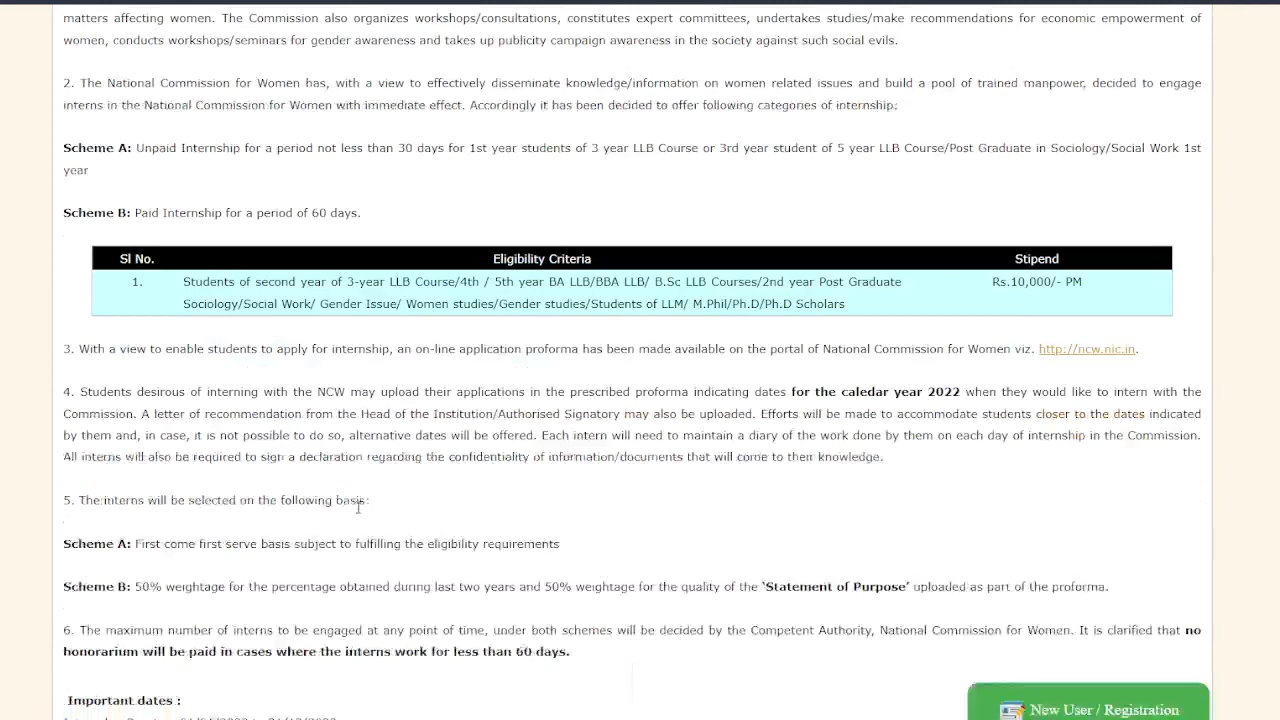 matters affecting women. The Commission also organizes workshops/consultations, constitutes expert committees, undertakes studies/make recommendations for economic empowerment of
women, conducts workshops/seminars for gender awareness and takes up publicity campaign awareness in the society against such social evils.
2. The National Commission for Women has, with a view to effectively disseminate knowledge/information on women related issues and build a pool of trained manpower, decided to engage
interns in the National Commission for Women with immediate effect. Accordingly it has been decided to offer following categories of internship:
Scheme A: Unpaid Internship for a period not less than 30 days for 1st year students of 3 year LLB Course or 3rd year student of 5 year LLB Course/Post Graduate in Sociology/Social Work 1st
year
Scheme B: Paid Internship for a period of 60 days.
Sl No. Eligibility Criteria Stipend
1. Students of second year of 3-year LLB Course/4th / 5th year BA LLB/BBA LLB/ B.Sc LLB Courses/2nd year Post Graduate Rs.10,000/- PM
Sociology/Social Work/ Gender Issue/ Women studies/Gender studies/Students of LLM/ M.Phil/Ph.D/Ph.D Scholars
3. With a view to enable students to apply for internship, an on-line application proforma has been made available on the portal of National Commission for Women viz. http://ncw.nic.in.
4. Students desirous of interning with the NCW may upload their applications in the prescribed proforma indicating dates for the caledar year 2022 when they would like to intern with the
Commission. A letter of recommendation from the Head of the Institution/Authorised Signatory may also be uploaded. Efforts will be made to accommodate students closer to the dates indicated
by them and, in case, it is not possible to do so, alternative dates will be offered. Each intern will need to maintain a diary of the work done by them on each day of internship in the Commission.
All interns will also be required to sign a declaration regarding the confidentiality of information/documents that will come to their knowledge.
5. The interns will be selected on the following basis:
Scheme A: First come first serve basis subject to fulfilling the eligibility requirements
Scheme B: 50% weightage for the percentage obtained during last two years and 50% weightage for the quality of the 'Statement of Purpose' uploaded as part of the proforma.
6. The maximum number of interns to be engaged at any point of time, under both schemes will be decided by the Competent Authority, National Commission for Women. It is clarified that no
honorarium will be paid in cases where the interns work for less than 60 days.
Important dates :
New User / Registration